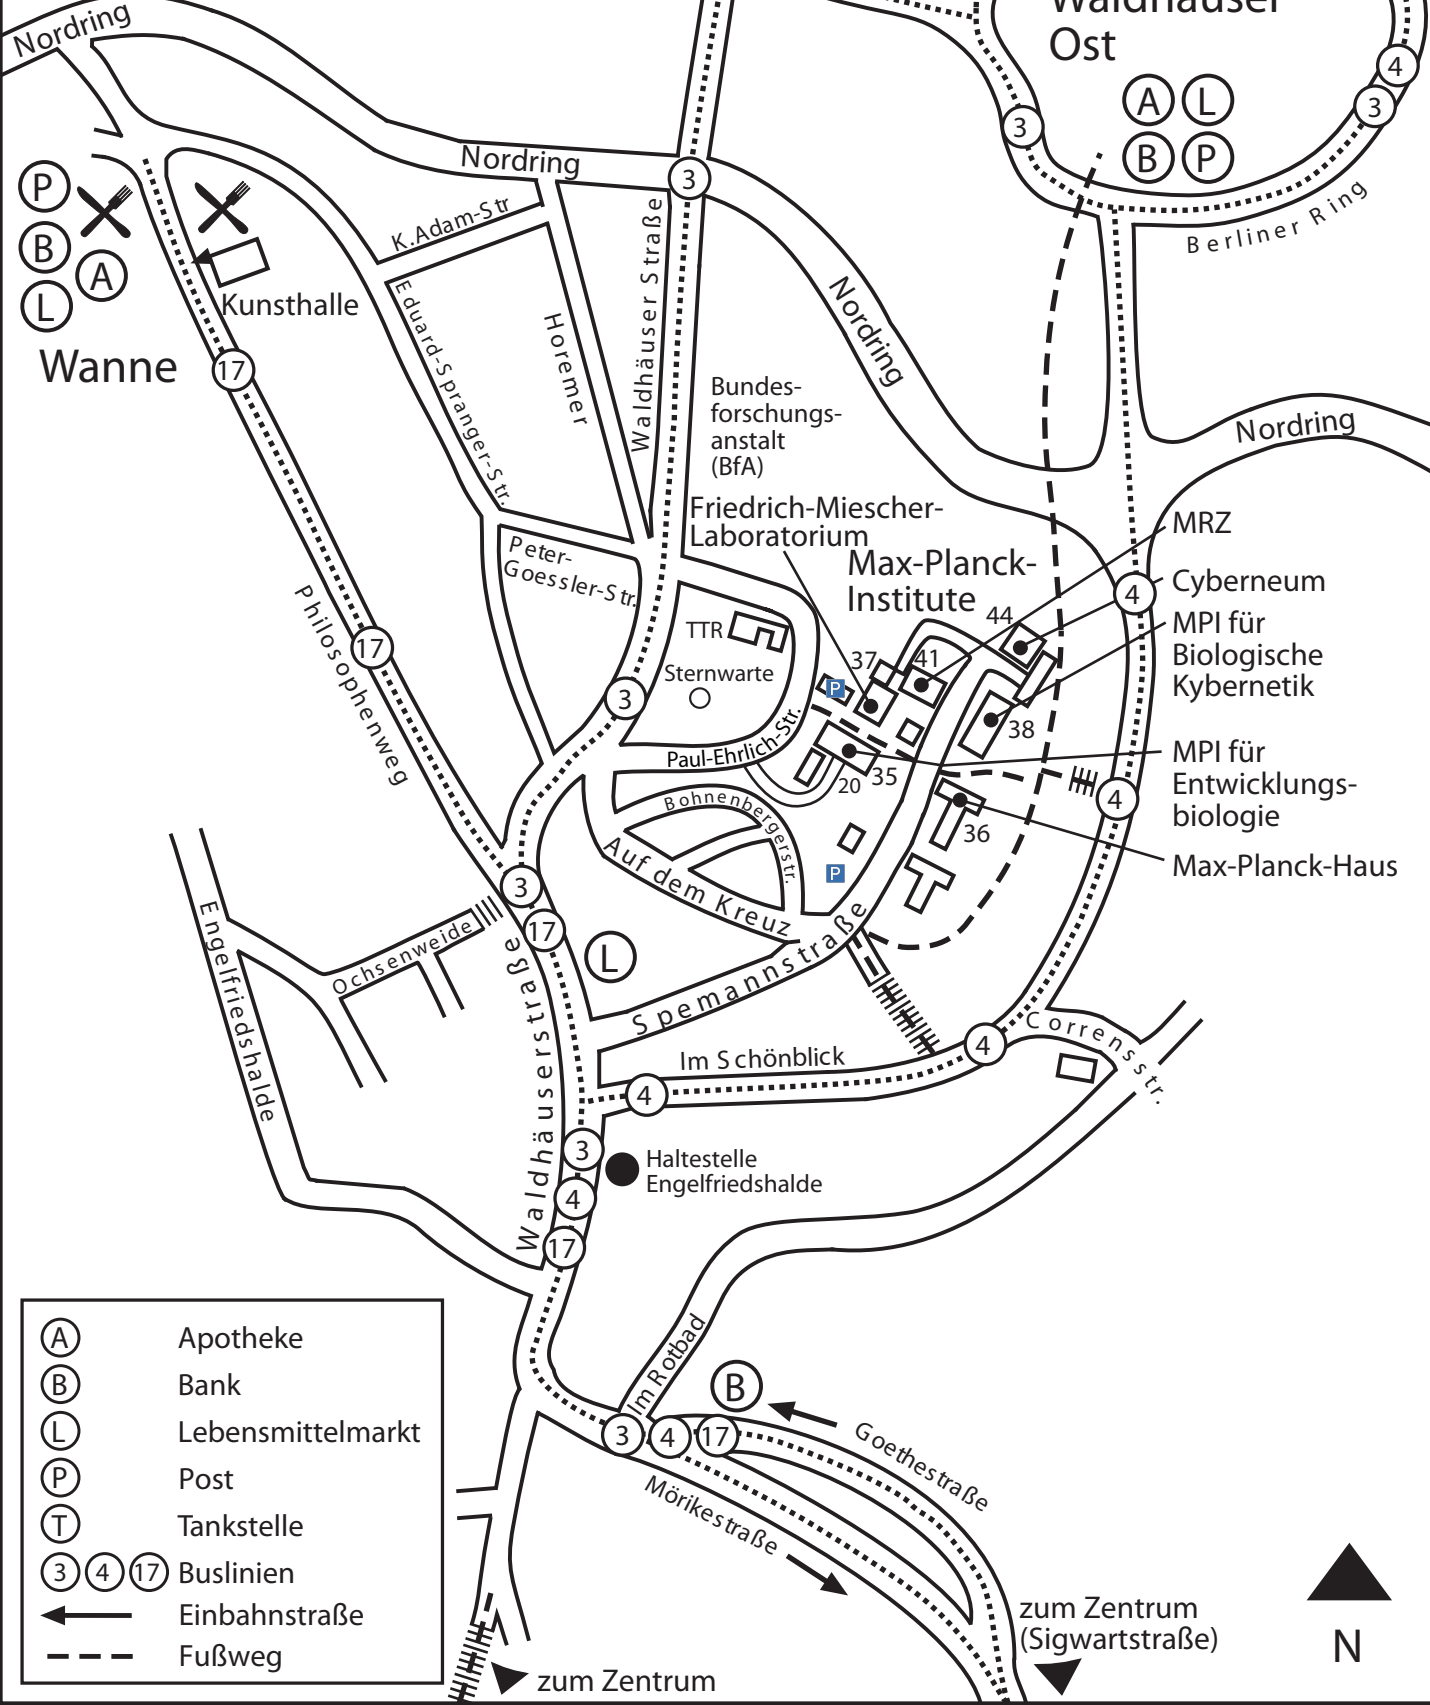 Nordring
Waldhäuser
Ost
A
L
B
P
4
3
3
Nordring
3
P
B
A
L
K.Adam-Str
Berliner Ring
Kunsthalle
Wanne
17
Eduard-Spranger-Str.
Horemer
Waldhäuser Straße
Nordring
Bundes-
forschungs-
anstalt
(BfA)
Nordring
Friedrich-Miescher-
Laboratorium
Max-Planck-
Institute
MRZ
Cyberneum
4
MPI für
Biologische
Kybernetik
Peter-
Goessler-Str.
Philosophenweg
17
TTR
Sternwarte
3
44
37
41
P
38
Paul-Ehrlich-Str.
20
35
MPI für
Entwicklungs-
biologie
4
Bohnenbergerstr.
36
P
Max-Planck-Haus
Auf dem Kreuz
3
17
L
Engelfriedshalde
Ochsenweide
Spemannstraße
Waldhäuserstraße
Im Schönblick
4
4
Corrensstr.
3
Haltestelle
Engelfriedshalde
4
17
Im Rotbad
B
3
4
17
Goethestraße
Mörikestraße
A Apotheke
B Bank
L Lebensmittelmarkt
P Post
T Tankstelle
3 4 17 Buslinien
Einbahnstraße
Fußweg
zum Zentrum
zum Zentrum
(Sigwartstraße)
N